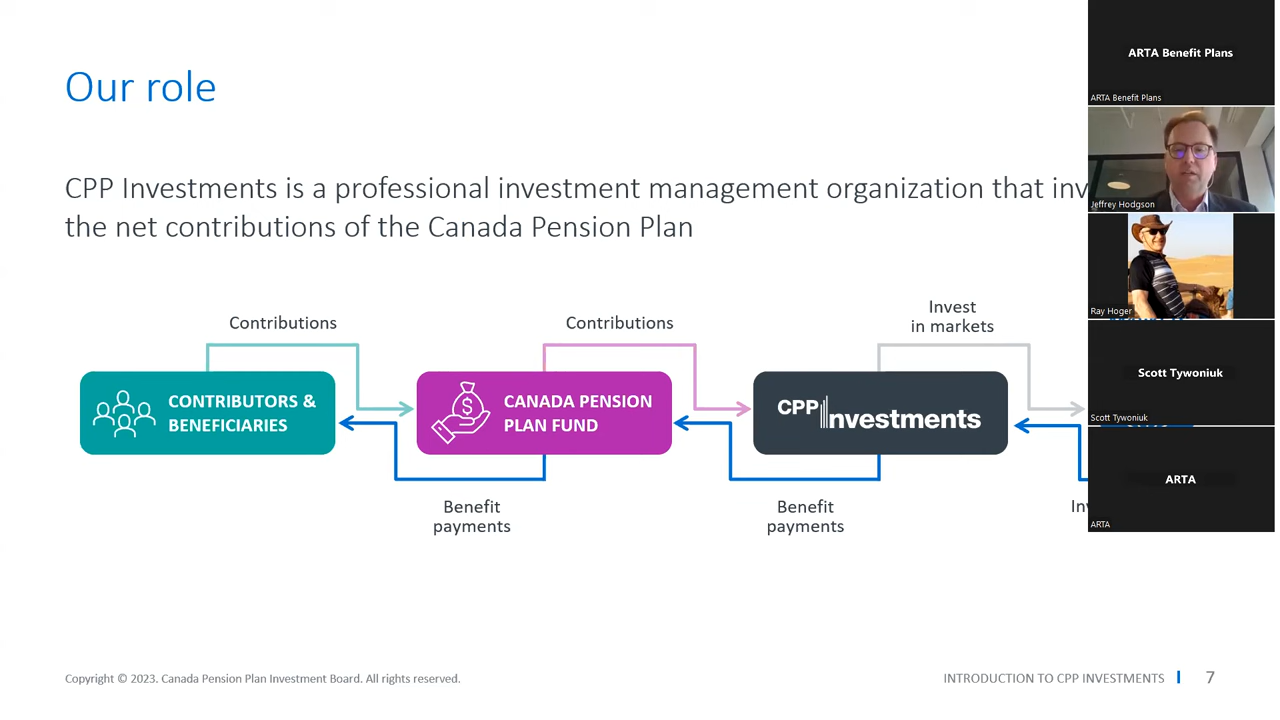 Our role
CPP Investments is a professional investment management organization that
the net contributions of the Canada Pension Plan
Contributions
Contributions
Invest
in markets
CONTRIBUTORS &
BENEFICIARIES
CANADA PENSION
PLAN FUND
CPP Investments
Benefit
payments
Benefit
payments
Copyright © 2023. Canada Pension Plan Investment Board. All rights reserved.
INTRODUCTION TO CPP INVESTMENTS 7
ARTA Benefit Plans
ARTA Benefit Plans
Jeffrey Hodgson
Ray Hoger
Scott Tywoniuk
Scott Tywoniuk
ARTA
ARTA